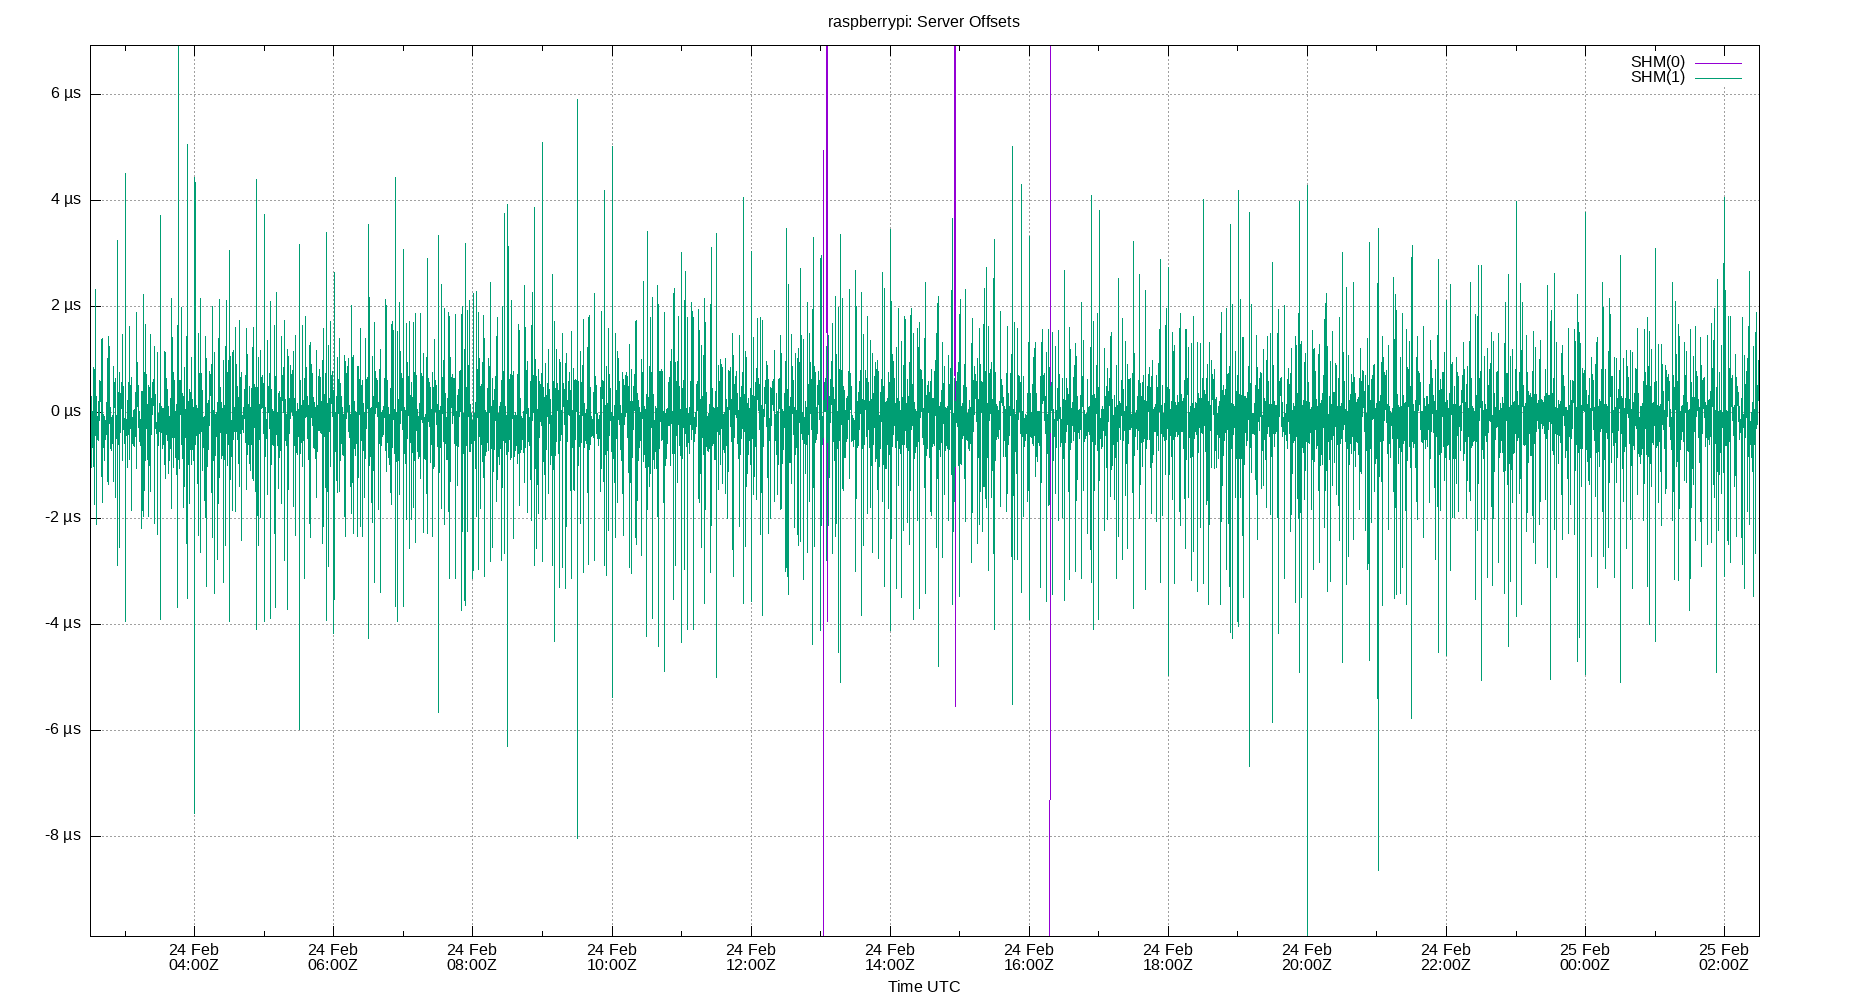 raspberrypi: Server Offsets
SHM(0)
SHM(1)
6 µs
4 µs
2 µs
0 µs
-2 µs
-4 µs
-6 µs
-8 µs
24 Feb 24 Feb 24 Feb 24 Feb 24 Feb 24 Feb 24 Feb 24 Feb 24 Feb 24 Feb 25 Feb 25 Feb
04:00Z 06:00Z 08:00Z 10:00Z 12:00Z 14:00Z 16:00Z 18:00Z 20:00Z 22:00Z 00:00Z 02:00Z
Time UTC